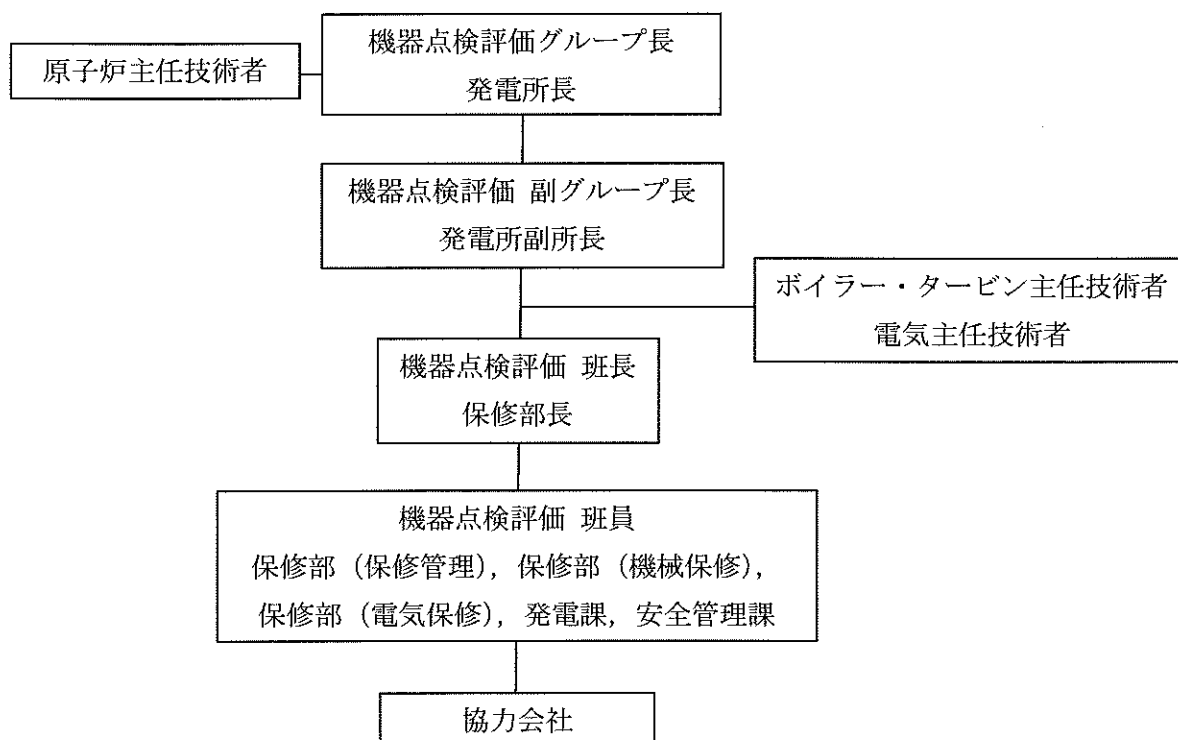 機器点検評価グループ長
発電所長
原子炉主任技術者
機器点検評価 副グループ長
発電所副所長
ボイラー・タービン主任技術者
電気主任技術者
機器点検評価 班長
保修部長
機器点検評価 班員
保修部（保修管理），保修部（機械保修），
保修部（電気保修），発電課，安全管理課
協力会社